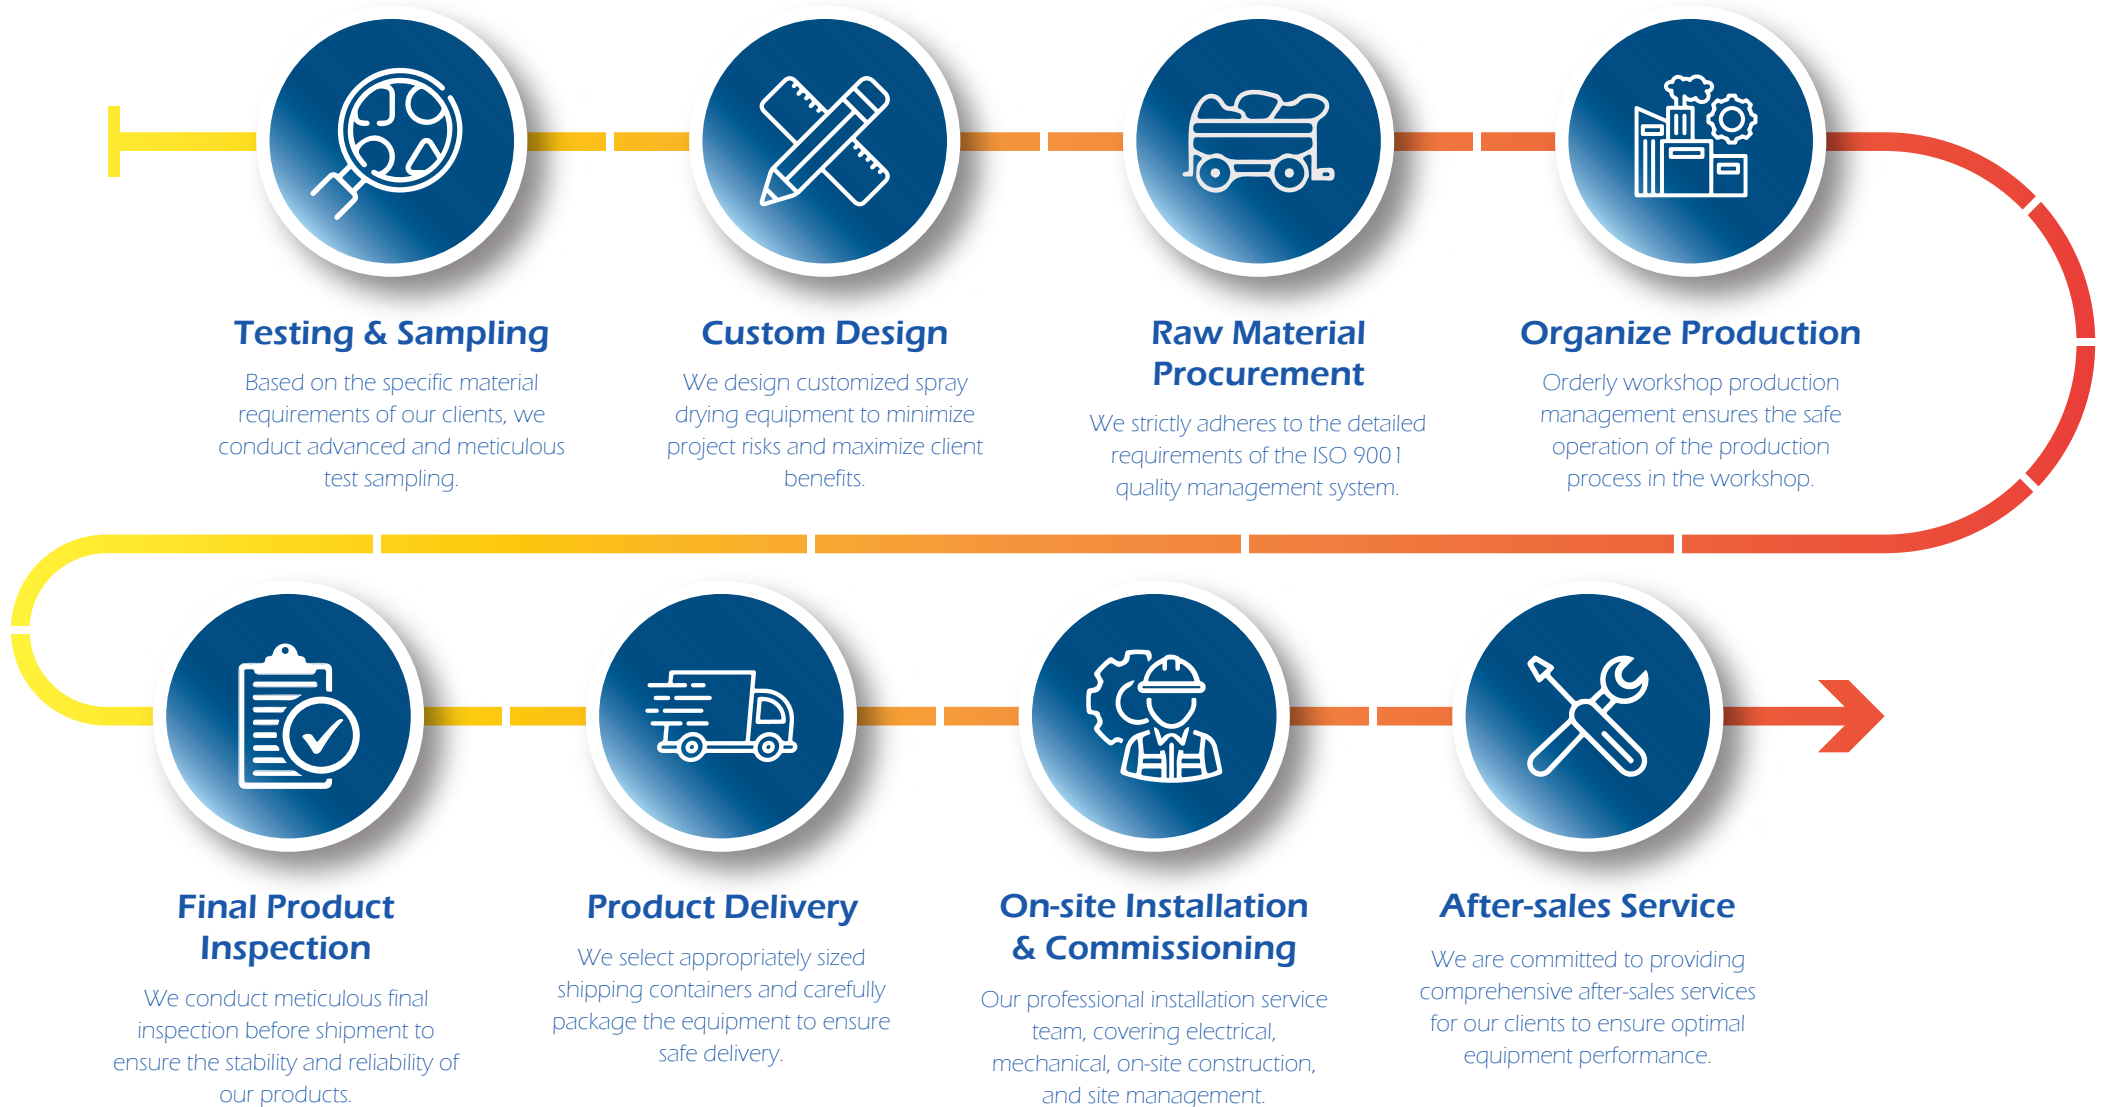 Testing & Sampling
Based on the specific material
requirements of our clients, we
conduct advanced and meticulous
test sampling.
Custom Design
We design customized spray
drying equipment to minimize
project risks and maximize client
benefits.
Raw Material
Procurement
We strictly adheres to the detailed
requirements of the ISO 9001
quality management system.
Organize Production
Orderly workshop production
management ensures the safe
operation of the production
process in the workshop.
Final Product
Inspection
We conduct meticulous final
inspection before shipment to
ensure the stability and reliability of
our products.
Product Delivery
We select appropriately sized
shipping containers and carefully
package the equipment to ensure
safe delivery.
On-site Installation
& Commissioning
Our professional installation service
team, covering electrical,
mechanical, on-site construction,
and site management.
After-sales Service
We are committed to providing
comprehensive after-sales services
for our clients to ensure optimal
equipment performance.